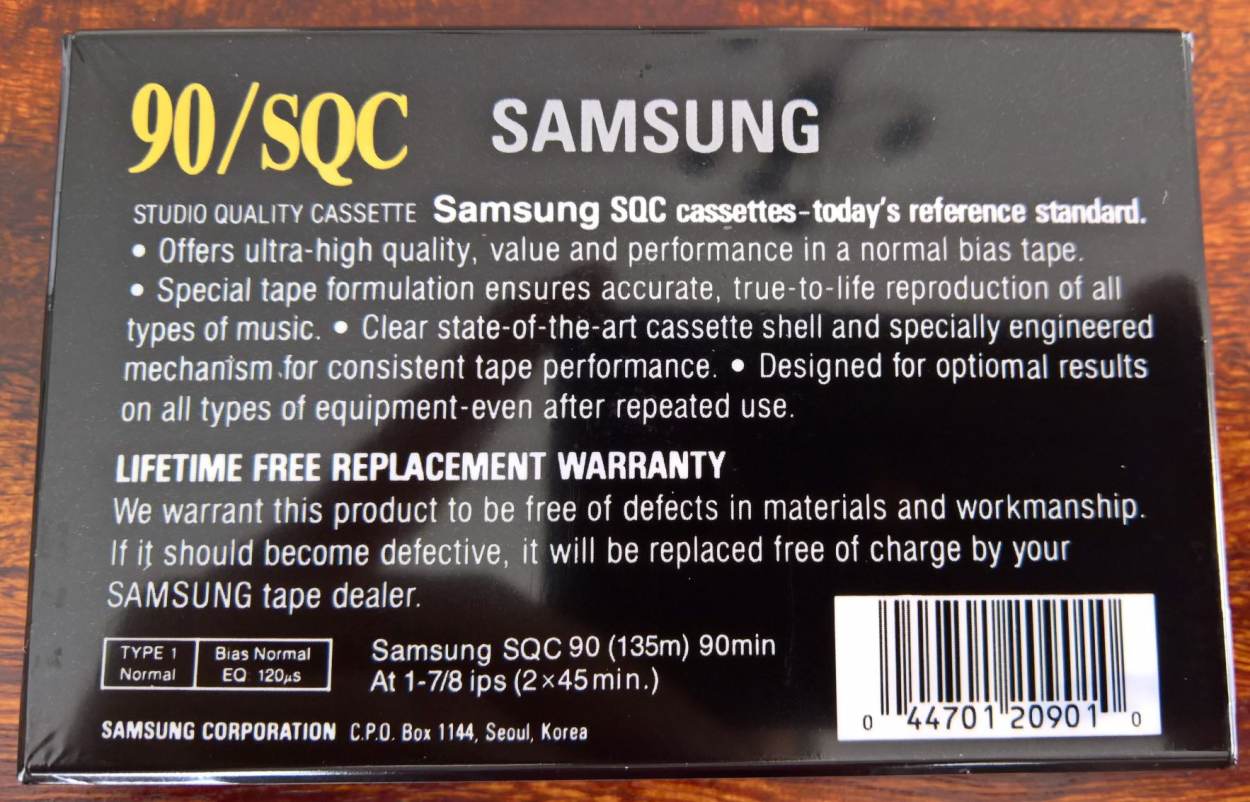 90/SQC SAMSUNG
STUDIO QUALITY CASSETTE Samsung SQC cassettes-today's reference standard.
• Offers ultra-high quality, value and performance in a normal bias tape.
• Special tape formulation ensures accurate, true-to-life reproduction of all
types of music. • Clear state-of-the-art cassette shell and specially engineered
mechanism for consistent tape performance. • Designed for optiomal results
on all types of equipment-even after repeated use.
LIFETIME FREE REPLACEMENT WARRANTY
We warrant this product to be free of defects in materials and workmanship.
If it should become defective, it will be replaced free of charge by your
SAMSUNG tape dealer.
TYPE 1 Bias Normal
Normal EQ 120µs
Samsung SQC 90 (135m) 90min
At 1-7/8 ips (2×45min.)
SAMSUNG CORPORATION C.P.O. Box 1144, Seoul, Korea
0 44701 20901 0